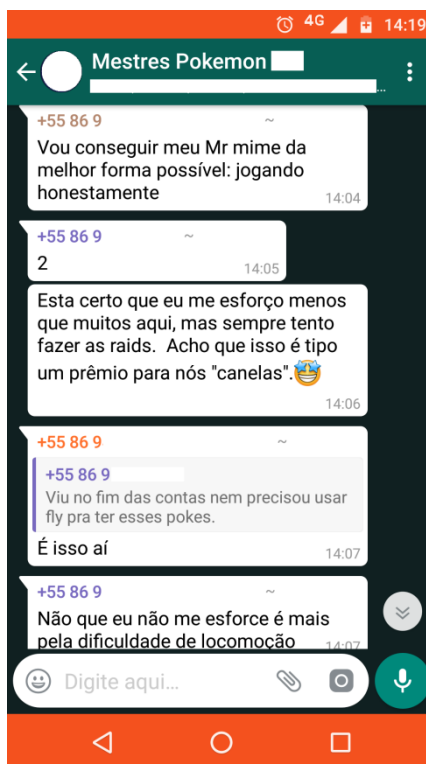 4G 14:19
Mestres Pokemon
...
+55 86 9 ~
Vou conseguir meu Mr mime da
melhor forma possível: jogando
honestamente
14:04
+55 86 9 ~
2
14:05
Esta certo que eu me esforço menos
que muitos aqui, mas sempre tento
fazer as raids. Acho que isso é tipo
um prêmio para nós "canelas".🤩
14:06
+55 86 9 ~
+55 86 9
Viu no fim das contas nem precisou usar
fly pra ter esses pokes.
É isso aí
14:07
+55 86 9 ~
Não que eu não me esforce é mais
pela dificuldade de locomoção
14:07
Digite aqui...